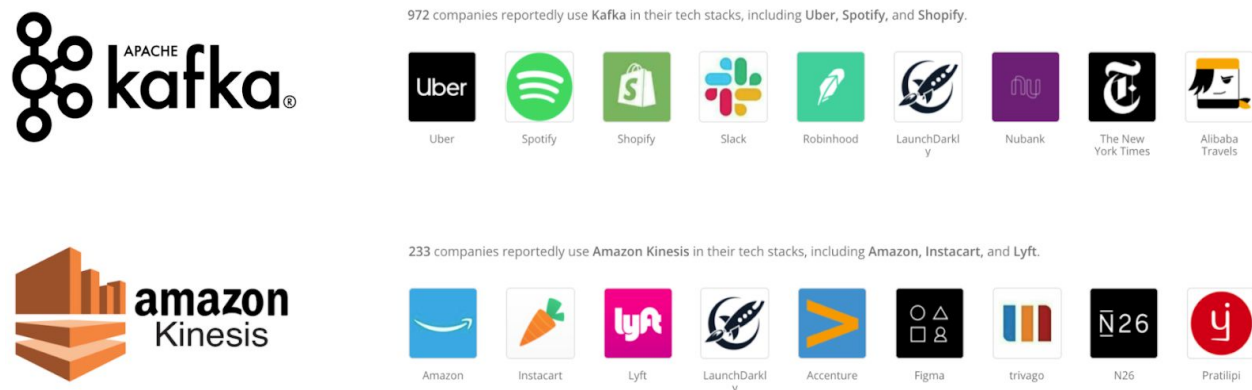 972 companies reportedly use Kafka in their tech stacks, including Uber, Spotify, and Shopify.
APACHE
kafka®
Uber
Uber
Spotify
Shopify
Slack
Robinhood
LaunchDarkl
y
nu
Nubank
The New
York Times
Alibaba
Travels
233 companies reportedly use Amazon Kinesis in their tech stacks, including Amazon, Instacart, and Lyft.
amazon
Kinesis
Amazon
Instacart
lyft
Lyft
LaunchDarkl
y
Accenture
Figma
trivago
N26
N26
Pratilipi